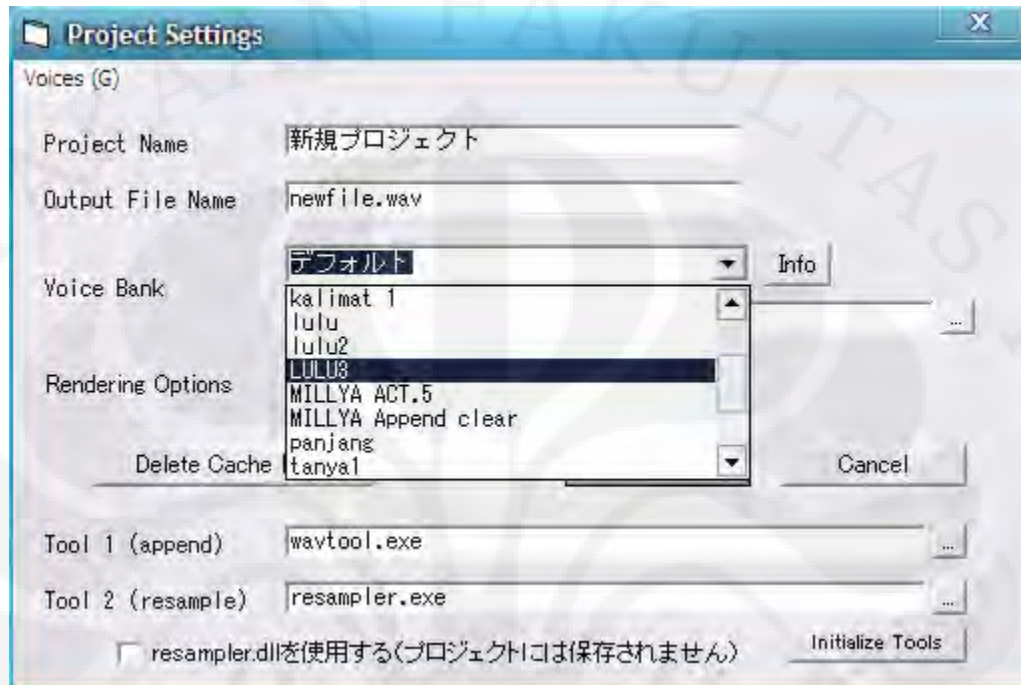 Project Settings
Voices (G)
Project Name 新規プロジェクト
Output File Name newfile.wav
Voice Bank デフォルト Info
kalimat 1
lulu
lulu2
...
LULU3
Rendering Options
MILLYA ACT.5
MILLYA Append clear
panjang
Delete Cache tanya1 Cancel
Tool 1 (append) wavtool.exe ...
Tool 2 (resample) resampler.exe ...
resampler.dllを使用する(プロジェクトには保存されません) Initialize Tools